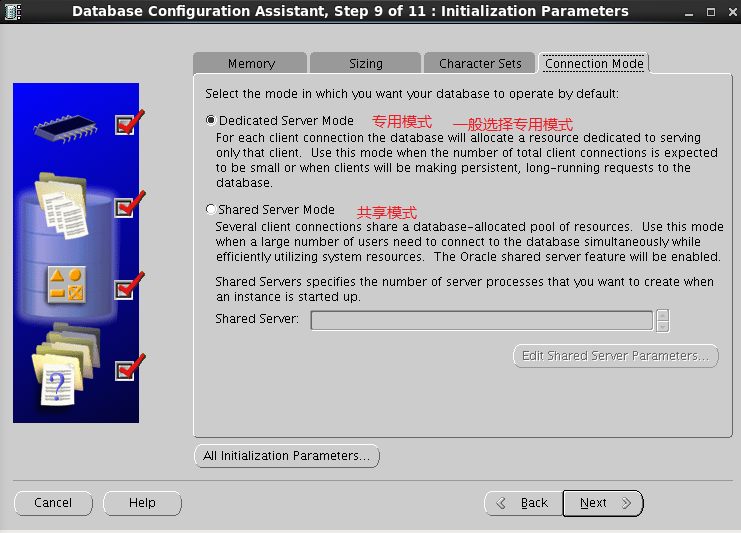 Database Configuration Assistant, Step 9 of 11 : Initialization Parameters
Memory
Sizing
Character Sets
Connection Mode
Select the mode in which you want your database to operate by default:
Dedicated Server Mode 专用模式 一般选择专用模式
For each client connection the database will allocate a resource dedicated to serving
only that client. Use this mode when the number of total client connections is expected
to be small or when clients will be making persistent, long-running requests to the
database.
Shared Server Mode 共享模式
Several client connections share a database-allocated pool of resources. Use this mode
when a large number of users need to connect to the database simultaneously while
efficiently utilizing system resources. The Oracle shared server feature will be enabled.
Shared Servers specifies the number of server processes that you want to create when
an instance is started up.
Shared Server:
Edit Shared Server Parameters...
All Initialization Parameters...
Cancel
Help
Back
Next